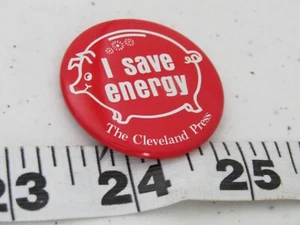 I save
energy
The Cleveland Press
23 24 25